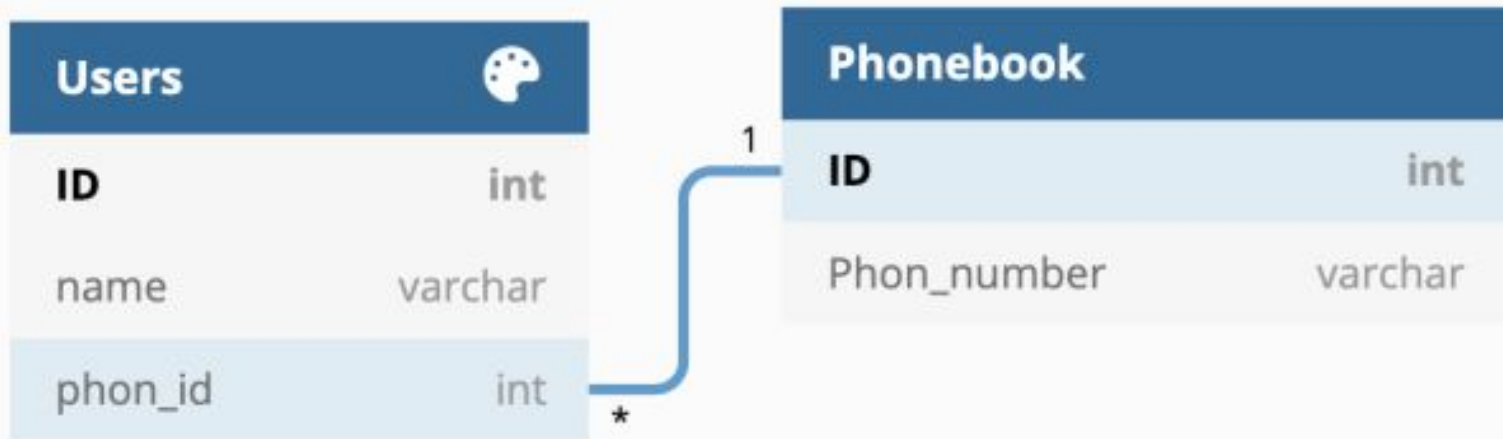 Users
ID int
name varchar
phon_id int
*
1
Phonebook
ID int
Phon_number varchar